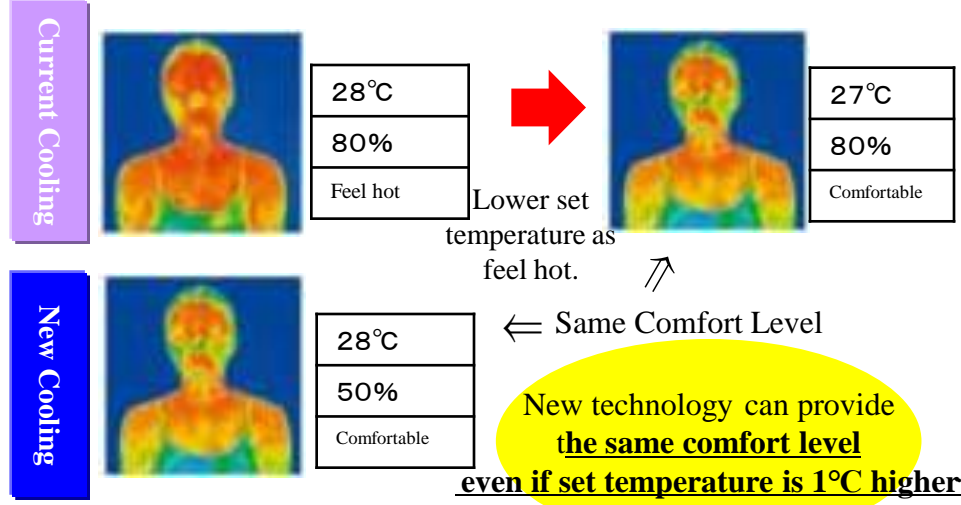 Current Cooling
28℃
80%
Feel hot
Lower set
temperature as
feel hot.
27℃
80%
Comfortable
New Cooling
28℃
50%
Comfortable
⇐ Same Comfort Level
⇗
New technology can provide
the same comfort level
even if set temperature is 1°C higher